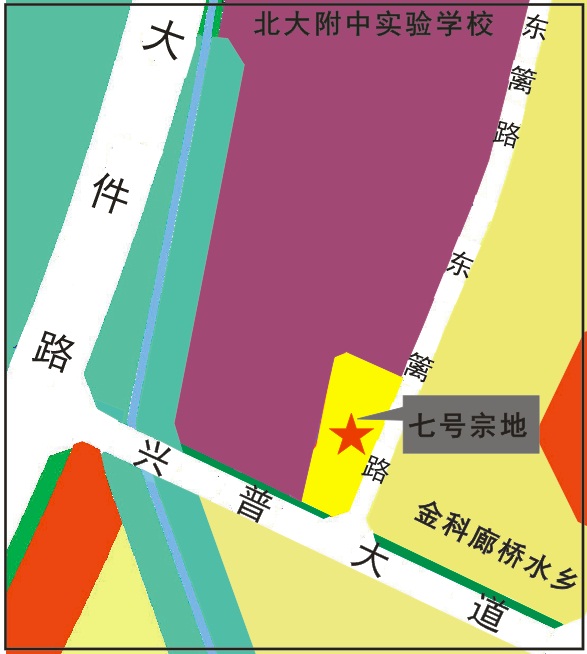 北大附中实验学校
大件路
东篱路
东篱路
七号宗地
金科廊桥水乡
兴普大道